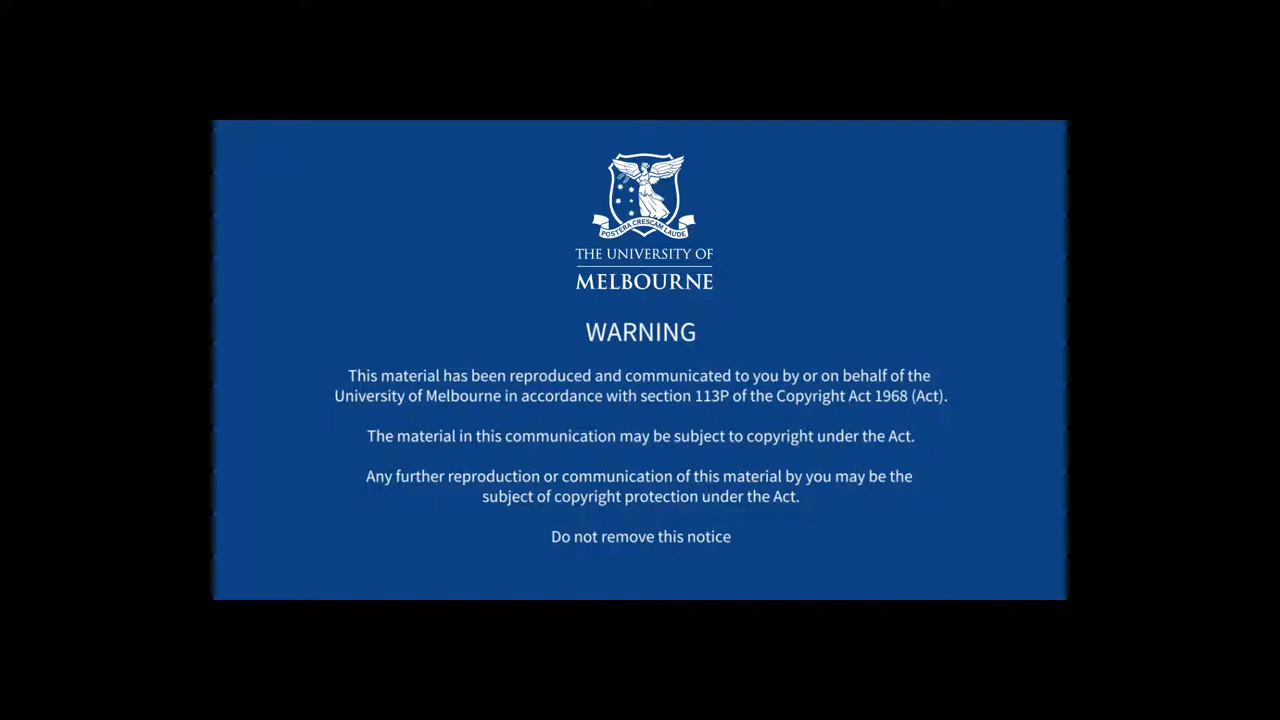 POSTERA CRESCAM LAUDE
THE UNIVERSITY OF
MELBOURNE
WARNING
This material has been reproduced and communicated to you by or on behalf of the
University of Melbourne in accordance with section 113P of the Copyright Act 1968 (Act).
The material in this communication may be subject to copyright under the Act.
Any further reproduction or communication of this material by you may be the
subject of copyright protection under the Act.
Do not remove this notice